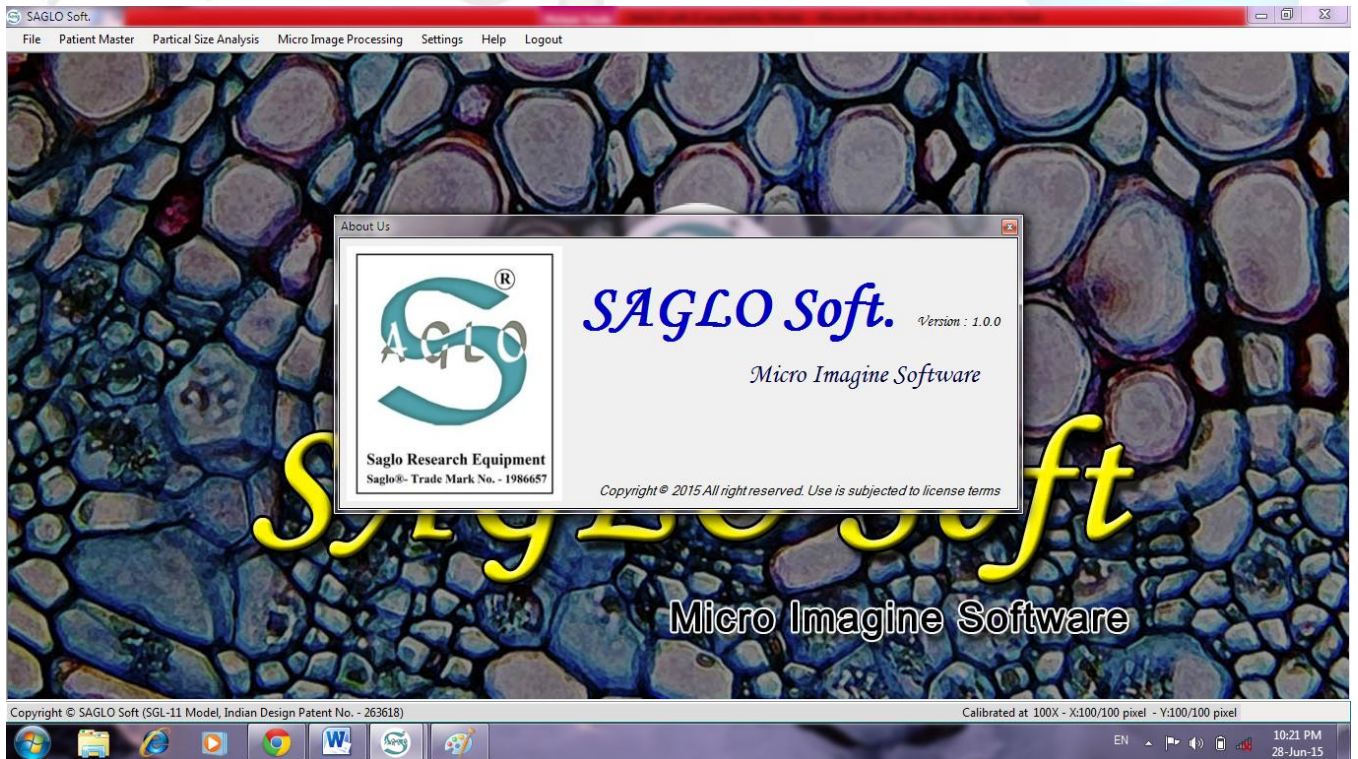 SAGLO Soft.
File Patient Master Partical Size Analysis Micro Image Processing Settings Help Logout
About Us
®
SAGLO
Saglo Research Equipment
Saglo®- Trade Mark No. - 1986657
SAGLO Soft. Version : 1.0.0
Micro Imagine Software
Copyright © 2015 All right reserved. Use is subjected to license terms
SAGLO Soft
Micro Imagine Software
Copyright © SAGLO Soft (SGL-11 Model, Indian Design Patent No. - 263618) Calibrated at 100X - X:100/100 pixel - Y:100/100 pixel
EN 10:21 PM
28-Jun-15